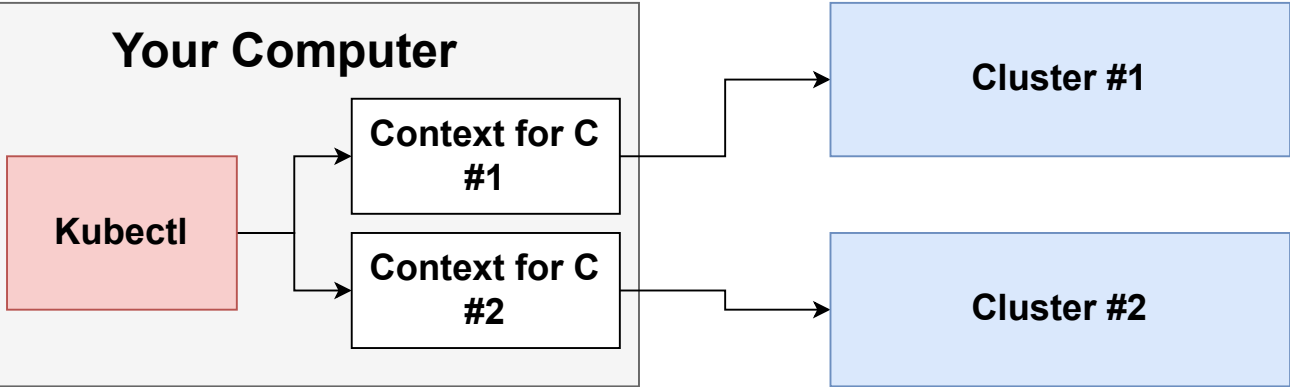 Your Computer
Cluster #1
Context for C
#1
Kubectl
Context for C
#2
Cluster #2